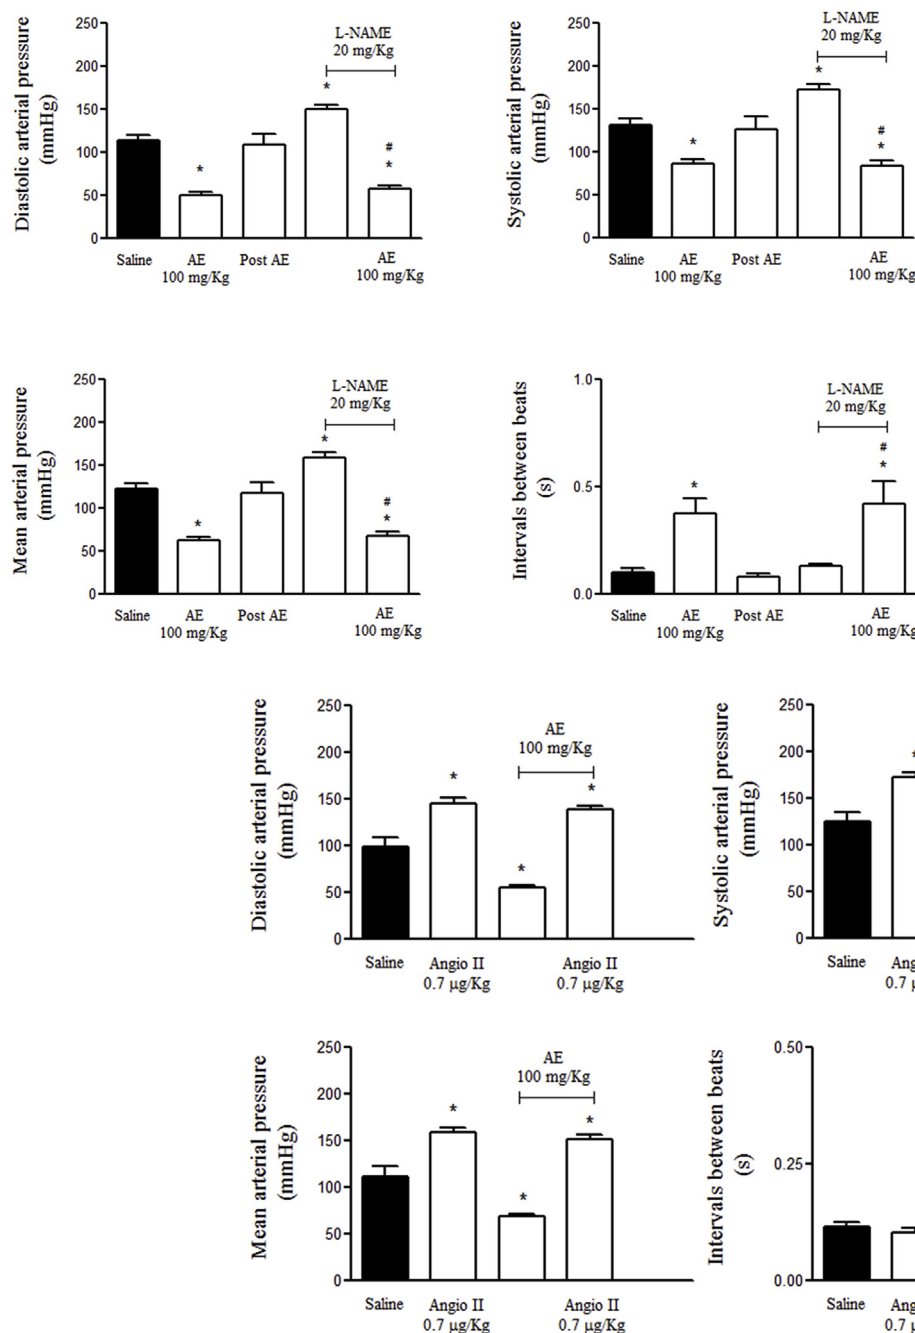 Diastolic arterial pressure
(mmHg)
250
200
150
100
50
0
L-NAME
20 mg/Kg
*
*
#
*
Saline
AE
100 mg/Kg
Post AE
AE
100 mg/Kg
Systolic arterial pressure
(mmHg)
250
200
150
100
50
0
L-NAME
20 mg/Kg
*
*
#
*
Saline
AE
100 mg/Kg
Post AE
AE
100 mg/Kg
Mean arterial pressure
(mmHg)
250
200
150
100
50
0
L-NAME
20 mg/Kg
*
*
#
*
Saline
AE
100 mg/Kg
Post AE
AE
100 mg/Kg
Intervals between beats
(s)
1.0
0.5
0.0
L-NAME
20 mg/Kg
*
#
*
Saline
AE
100 mg/Kg
Post AE
AE
100 mg/Kg
Diastolic arterial pressure
(mmHg)
250
200
150
100
50
0
AE
100 mg/Kg
*
*
*
Saline
Angio II
0.7 µg/Kg
Angio II
0.7 µg/Kg
Systolic arterial pressure
(mmHg)
250
200
150
100
50
0
*
Saline
Mean arterial pressure
(mmHg)
250
200
150
100
50
0
AE
100 mg/Kg
*
*
*
Saline
Angio II
0.7 µg/Kg
Angio II
0.7 µg/Kg
Intervals between beats
(s)
0.50
0.25
0.00
Saline